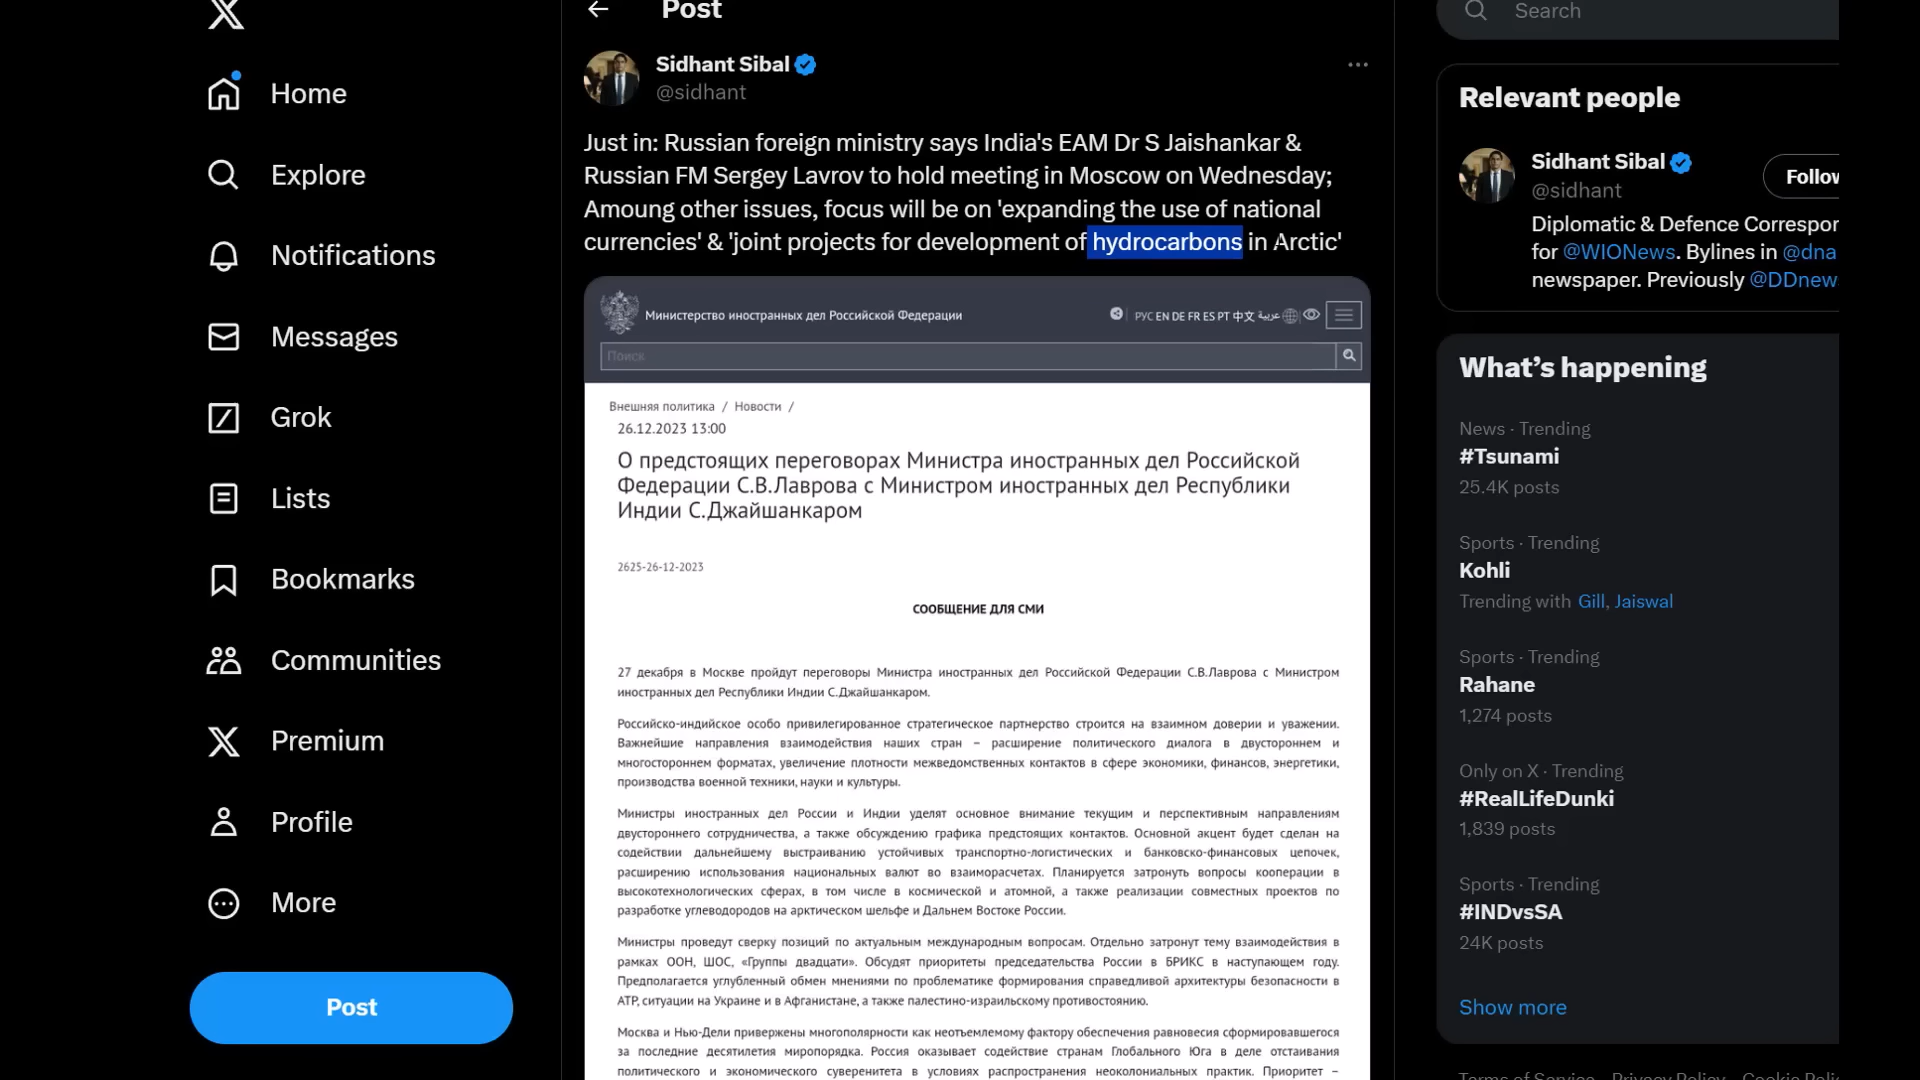 Home
Explore
Notifications
Messages
Grok
Lists
Bookmarks
Communities
Premium
Profile
More
Post
Post
Sidhant Sibal
@sidhant
Just in: Russian foreign ministry says India's EAM Dr S Jaishankar &
Russian FM Sergey Lavrov to hold meeting in Moscow on Wednesday;
Amoung other issues, focus will be on 'expanding the use of national
currencies' & 'joint projects for development of hydrocarbons in Arctic'
Министерство иностранных дел Российской Федерации
РУС EN DE FR ES PT 中文 عربية
Поиск
Внешняя политика / Новости /
26.12.2023 13:00
О предстоящих переговорах Министра иностранных дел Российской
Федерации С.В.Лаврова с Министром иностранных дел Республики
Индии С.Джайшанкаром
2625-26-12-2023
СООБЩЕНИЕ ДЛЯ СМИ
27 декабря в Москве пройдут переговоры Министра иностранных дел Российской Федерации С.В.Лаврова с Министром
иностранных дел Республики Индии С.Джайшанкаром.
Российско-индийское особо привилегированное стратегическое партнерство строится на взаимном доверии и уважении.
Важнейшие направления взаимодействия наших стран – расширение политического диалога в двустороннем и
многостороннем форматах, увеличение плотности межведомственных контактов в сфере экономики, финансов, энергетики,
производства военной техники, науки и культуры.
Министры иностранных дел России и Индии уделят основное внимание текущим и перспективным направлениям
двустороннего сотрудничества, а также обсуждению графика предстоящих контактов. Основной акцент будет сделан на
содействии дальнейшему выстраиванию устойчивых транспортно-логистических и банковско-финансовых цепочек,
расширению использования национальных валют во взаиморасчетах. Планируется затронуть вопросы кооперации в
высокотехнологических сферах, в том числе в космической и атомной, а также реализации совместных проектов по
разработке углеводородов на арктическом шельфе и Дальнем Востоке России.
Министры проведут сверку позиций по актуальным международным вопросам. Отдельно затронут тему взаимодействия в
рамках ООН, ШОС, «Группы двадцати». Обсудят приоритеты председательства России в БРИКС в наступающем году.
Предполагается углубленный обмен мнениями по проблематике формирования справедливой архитектуры безопасности в
АТР, ситуации на Украине и в Афганистане, а также палестино-израильскому противостоянию.
Москва и Нью-Дели привержены многополярности как неотъемлемому фактору обеспечения равновесия сформировавшегося
за последние десятилетия миропорядка. Россия оказывает содействие странам Глобального Юга в деле отстаивания
политического и экономического суверенитета в условиях распространения неоколониальных практик. Приоритет –
Search
Relevant people
Sidhant Sibal
@sidhant
Follow
Diplomatic & Defence Correspor
for @WIONews. Bylines in @dna
newspaper. Previously @DDnew
What's happening
News · Trending
#Tsunami
25.4K posts
Sports · Trending
Kohli
Trending with Gill, Jaiswal
Sports · Trending
Rahane
1,274 posts
Only on X · Trending
#RealLifeDunki
1,839 posts
Sports · Trending
#INDvsSA
24K posts
Show more
Terms of Service Privacy Policy Cookie Poli